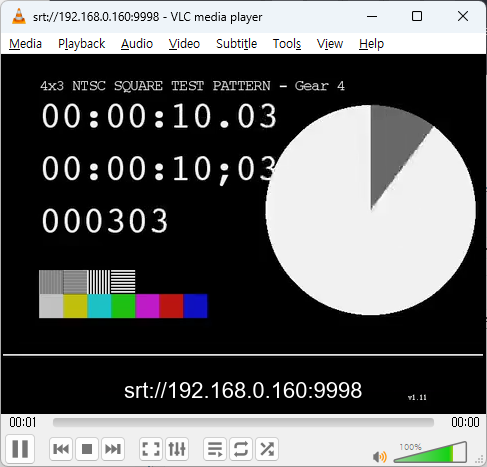 srt://192.168.0.160:9998 - VLC media player
Media Playback Audio Video Subtitle Tools View Help
4x3 NTSC SQUARE TEST PATTERN - Gear 4
00:00:10.03
00:00:10;03
000303
srt://192.168.0.160:9998
v1.11
00:01 00:00
100%